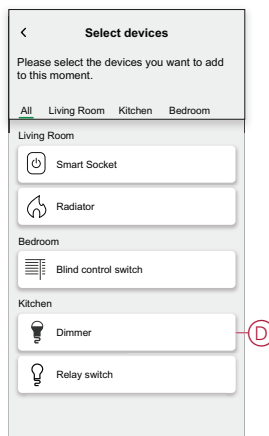 Select devices
Please select the devices you want to add
to this moment.
All Living Room Kitchen Bedroom
Living Room
Smart Socket
Radiator
Bedroom
Blind control switch
Kitchen
Dimmer
D
Relay switch